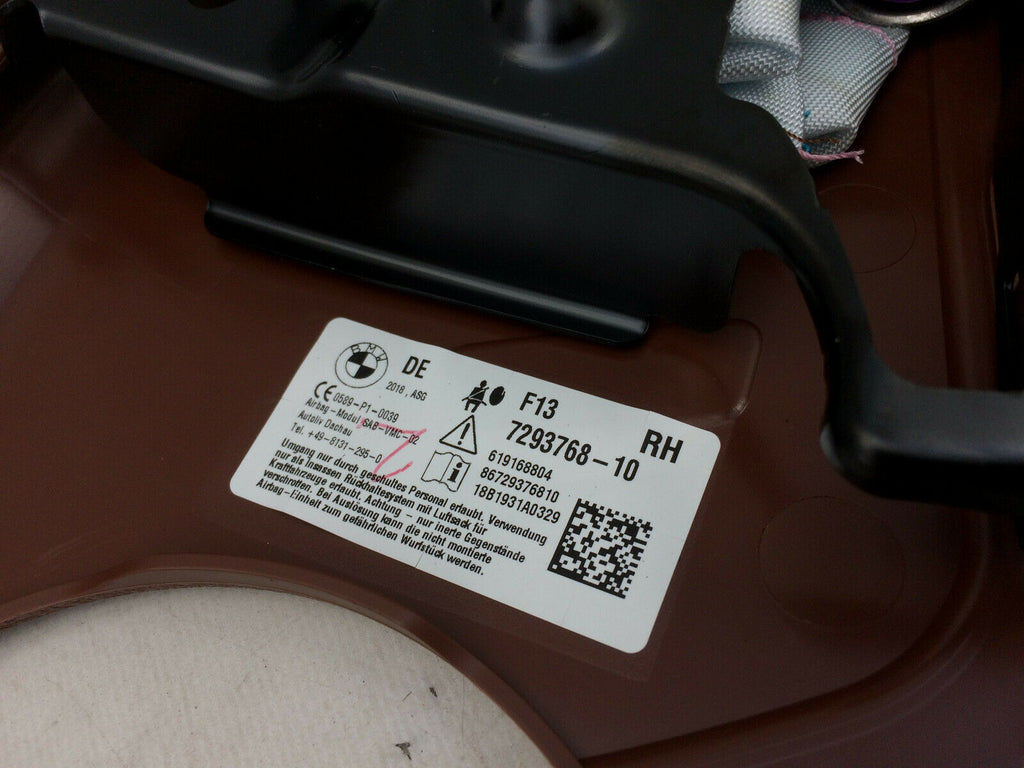 BMW
DE
2018, ASG
CE 0589-P1-0039
Airbag-Modul SAB-VMC-02
Autoliv Dachau
Tel. +49-8131-295-0
F13
7293768-10
RH
619168804
86729376810
18B1931A0329
Umgang nur durch geschultes Personal erlaubt. Verwendung
nur als Insassen Rückhaltesystem mit Luftsack für
Kraftfahrzeuge erlaubt. Achtung - nur inerte Gegenstände
verschroffen. Bei Auslösung kann die nicht montierte
Airbag-Einheit zum gefährlichen Wurfstück werden.